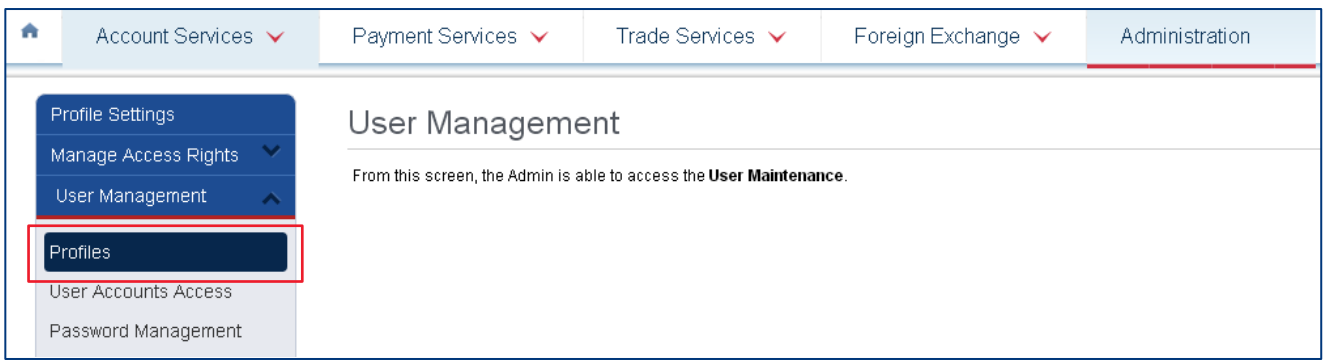 Account Services
Payment Services
Trade Services
Foreign Exchange
Administration
Profile Settings
Manage Access Rights
User Management
Profiles
User Accounts Access
Password Management
User Management
From this screen, the Admin is able to access the User Maintenance.